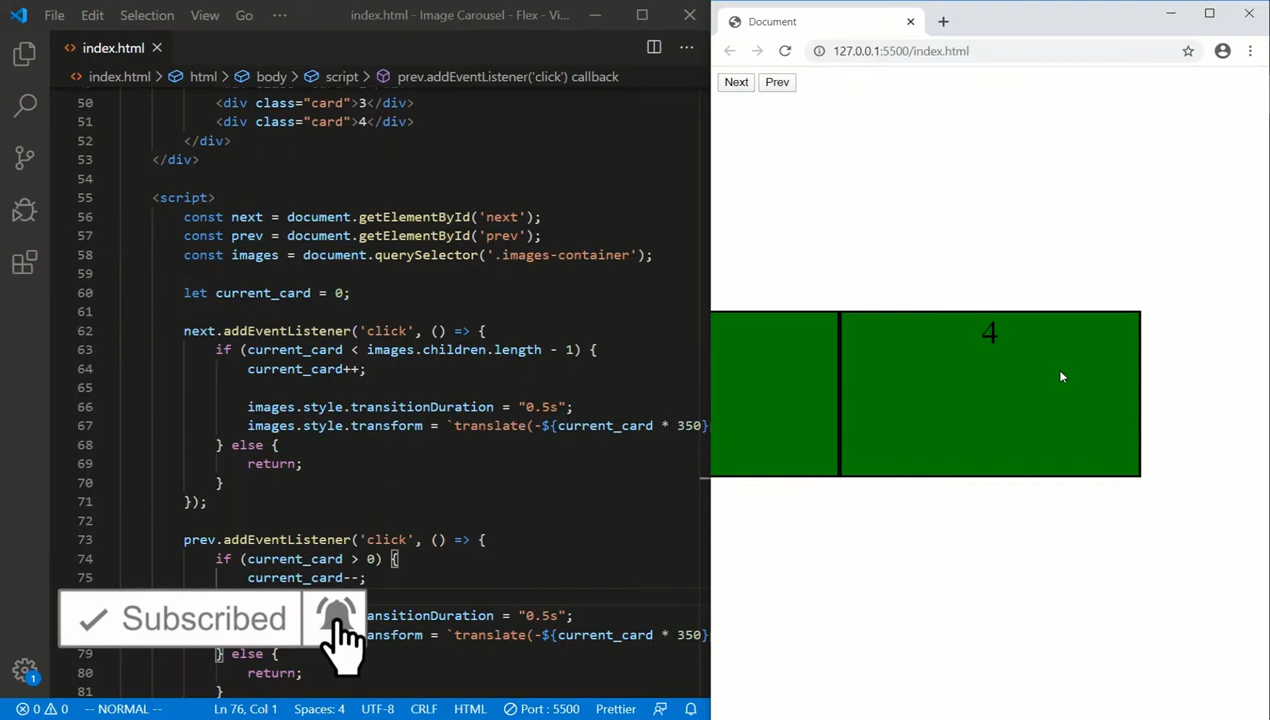 File Edit Selection View Go ··· index.html - Image Carousel - Flex - Vi...
index.html
index.html > html > body > script > prev.addEventListener('click') callback
50 <div class="card">3</div>
51 <div class="card">4</div>
52 </div>
53 </div>
54
55 <script>
56 const next = document.getElementById('next');
57 const prev = document.getElementById('prev');
58 const images = document.querySelector('.images-container');
59
60 let current_card = 0;
61
62 next.addEventListener('click', () => {
63 if (current_card < images.children.length - 1) {
64 current_card++;
65
66 images.style.transitionDuration = "0.5s";
67 images.style.transform = `translate(-${current_card * 350}
68 } else {
69 return;
70 }
71 });
72
73 prev.addEventListener('click', () => {
74 if (current_card > 0) {
75 current_card--;
ansitionDuration = "0.5s";
ansform = `translate(-${current_card * 350}
79 } else {
80 return;
81 }
Subscribed
1
0 0 -- NORMAL -- Ln 76, Col 1 Spaces: 4 UTF-8 CRLF HTML Port : 5500 Prettier
Document
127.0.0.1:5500/index.html
Next Prev
4